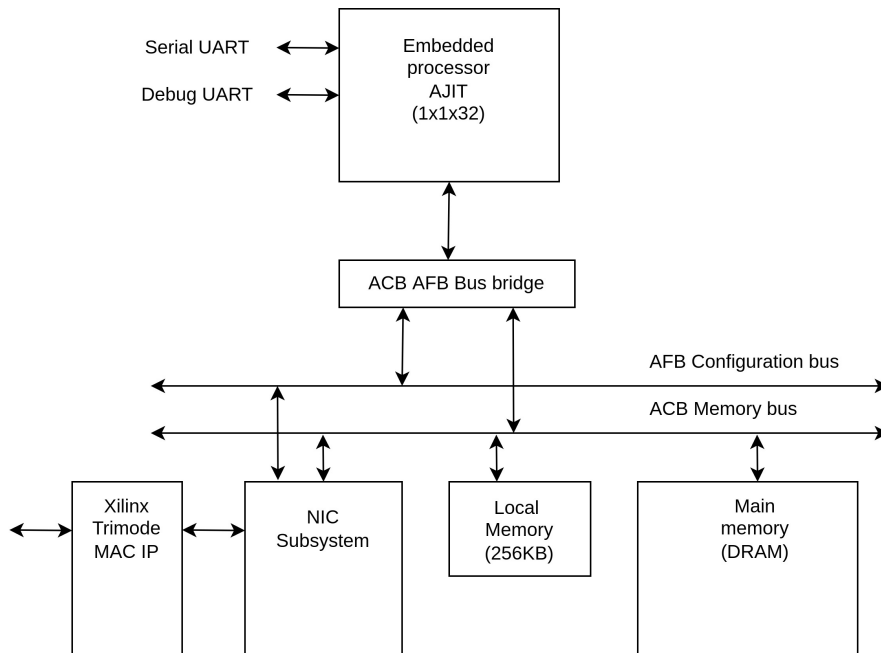 Serial UART
Debug UART
Embedded
processor
AJIT
(1x1x32)
ACB AFB Bus bridge
AFB Configuration bus
ACB Memory bus
Xilinx
Trimode
MAC IP
NIC
Subsystem
Local
Memory
(256KB)
Main
memory
(DRAM)